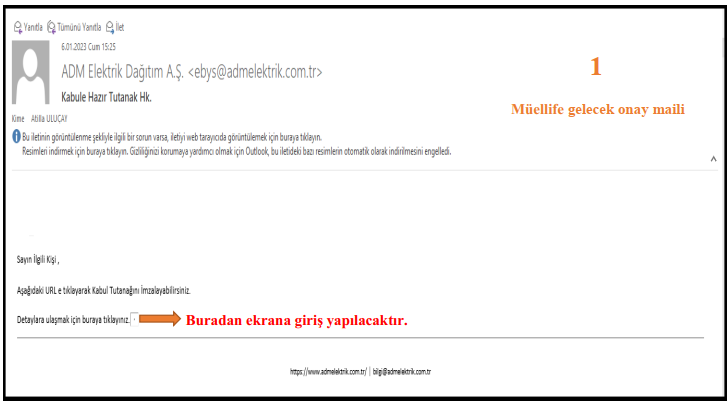 Yanıtla Tümünü Yanıtla İlet
6.01.2023 Cum 15:25
ADM Elektrik Dağıtım A.Ş. <ebys@admelektrik.com.tr>
Kabule Hazır Tutanak Hk.
Kime Atilla ULUÇAY
1
Müellife gelecek onay maili
Bu iletinin görüntülenme şekliyle ilgili bir sorun varsa, iletiyi web tarayıcıda görüntülemek için buraya tıklayın.
Resimleri indirmek için buraya tıklayın. Gizliliğinizi korumaya yardımcı olmak için Outlook, bu iletideki bazı resimlerin otomatik olarak indirilmesini engelledi.
Sayın İlgili Kişi ,
Aşağıdaki URL e tıklayarak Kabul Tutanağını İmzalayabilirsiniz.
Detaylara ulaşmak için buraya tıklayınız. Buradan ekrana giriş yapılacaktır.
https://www.admelektrik.com.tr/ | bilgi@admelektrik.com.tr